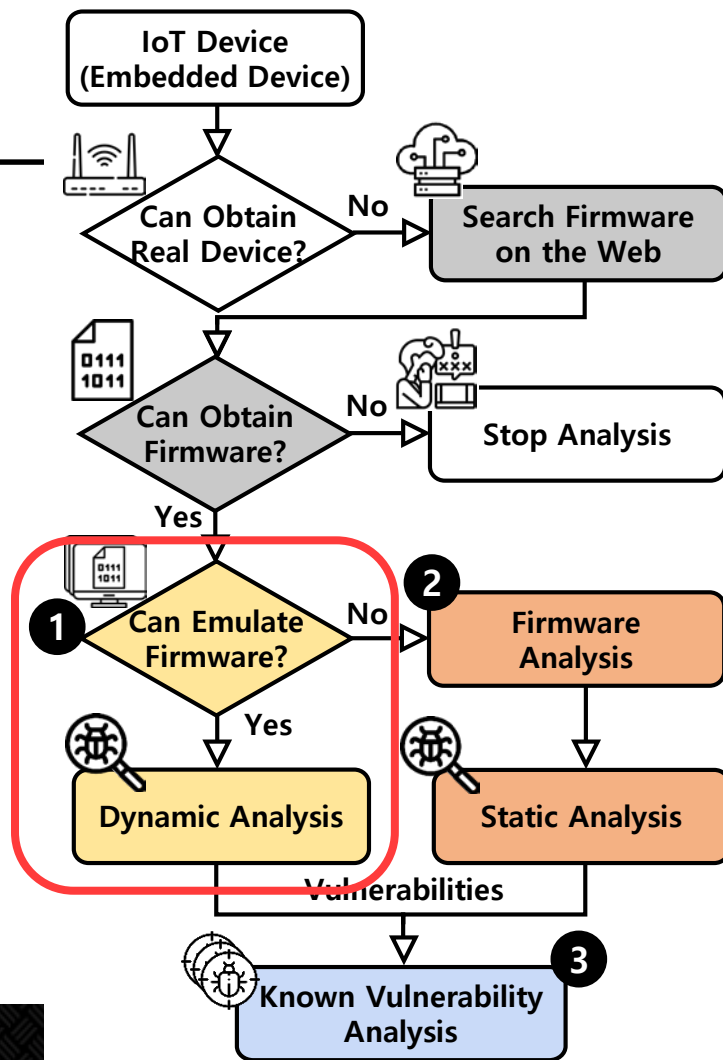 IoT Device
(Embedded Device)
Can Obtain
Real Device?
No
Search Firmware
on the Web
0111
1011
Can Obtain
Firmware?
No
xxx
Stop Analysis
Yes
0111
1011
1
Can Emulate
Firmware?
No
2
Firmware
Analysis
Yes
Dynamic Analysis
Static Analysis
Vulnerabilities
3
Known Vulnerability
Analysis